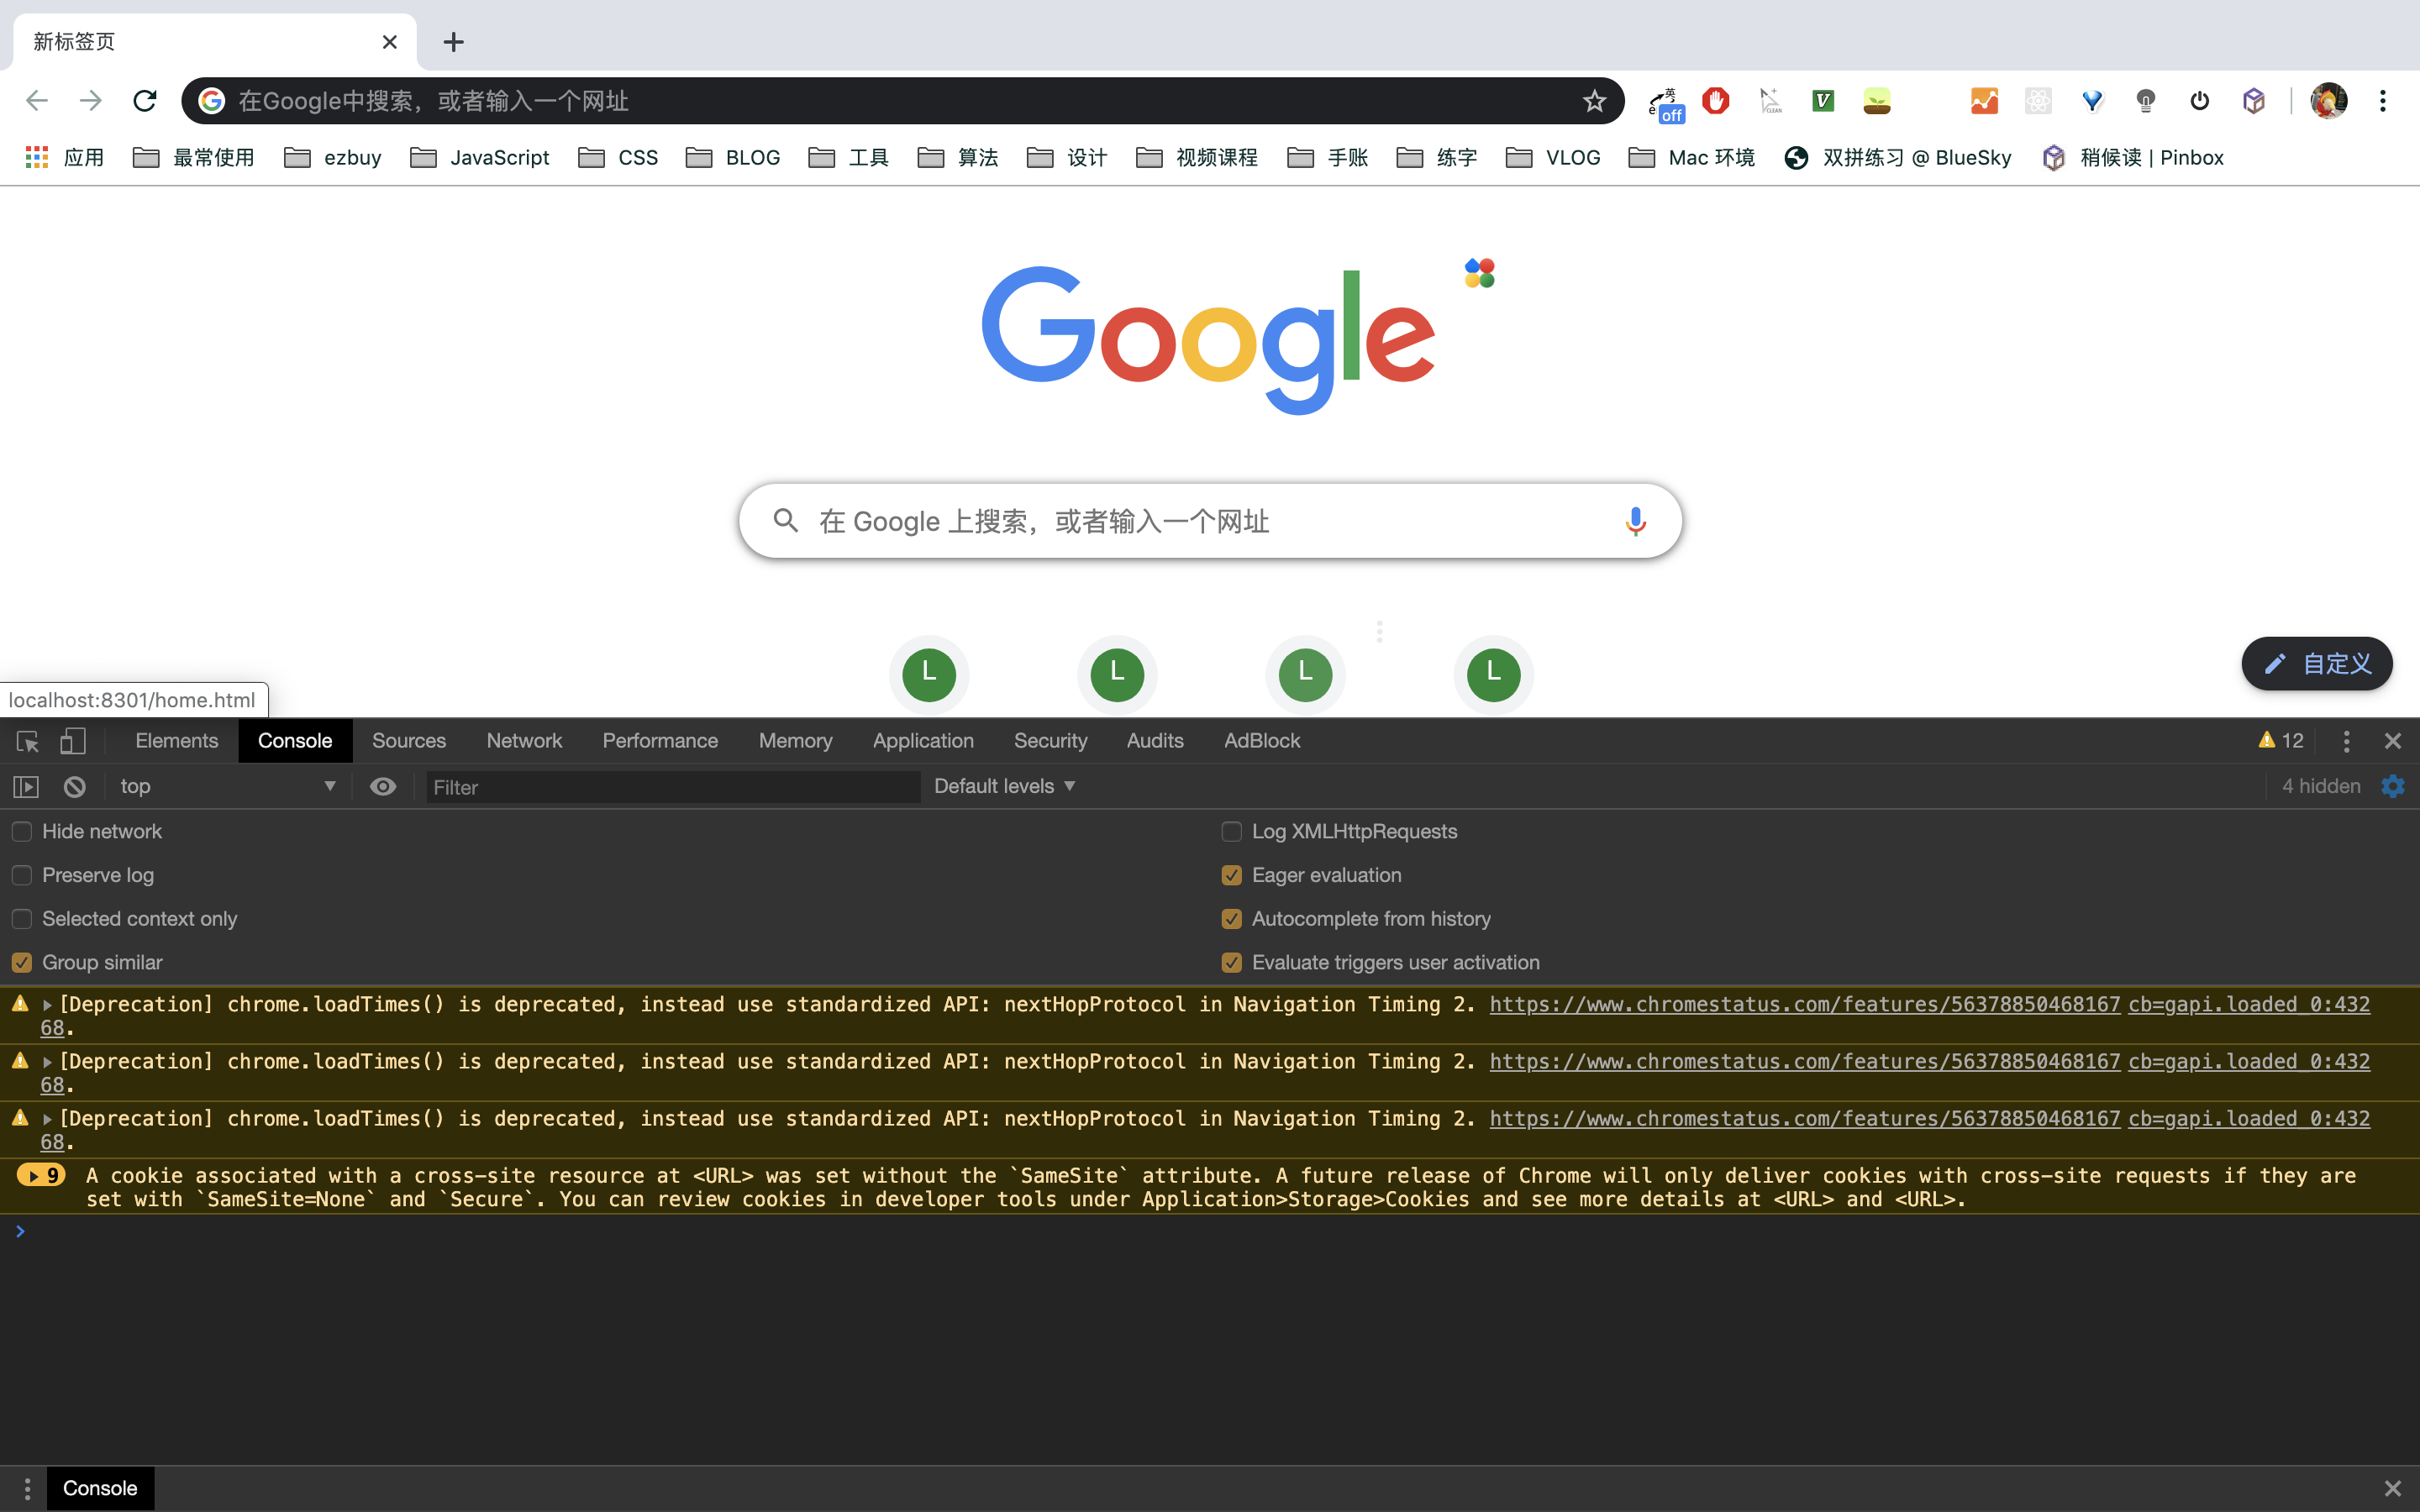 新标签页
在Google中搜索，或者输入一个网址
英
e
off
CLEAN
V
应用
最常使用
ezbuy
JavaScript
CSS
BLOG
工具
算法
设计
视频课程
手账
练字
VLOG
Mac 环境
双拼练习 @ BlueSky
稍候读 | Pinbox
Google
在 Google 上搜索，或者输入一个网址
L
L
L
L
自定义
localhost:8301/home.html
Elements
Console
Sources
Network
Performance
Memory
Application
Security
Audits
AdBlock
12
top
Filter
Default levels
4 hidden
Hide network
Log XMLHttpRequests
Preserve log
Eager evaluation
Selected context only
Autocomplete from history
Group similar
Evaluate triggers user activation
[Deprecation] chrome.loadTimes() is deprecated, instead use standardized API: nextHopProtocol in Navigation Timing 2. https://www.chromestatus.com/features/56378850468167 cb=gapi.loaded_0:432
68.
[Deprecation] chrome.loadTimes() is deprecated, instead use standardized API: nextHopProtocol in Navigation Timing 2. https://www.chromestatus.com/features/56378850468167 cb=gapi.loaded_0:432
68.
[Deprecation] chrome.loadTimes() is deprecated, instead use standardized API: nextHopProtocol in Navigation Timing 2. https://www.chromestatus.com/features/56378850468167 cb=gapi.loaded_0:432
68.
9 A cookie associated with a cross-site resource at <URL> was set without the `SameSite` attribute. A future release of Chrome will only deliver cookies with cross-site requests if they are
set with `SameSite=None` and `Secure`. You can review cookies in developer tools under Application>Storage>Cookies and see more details at <URL> and <URL>.
Console